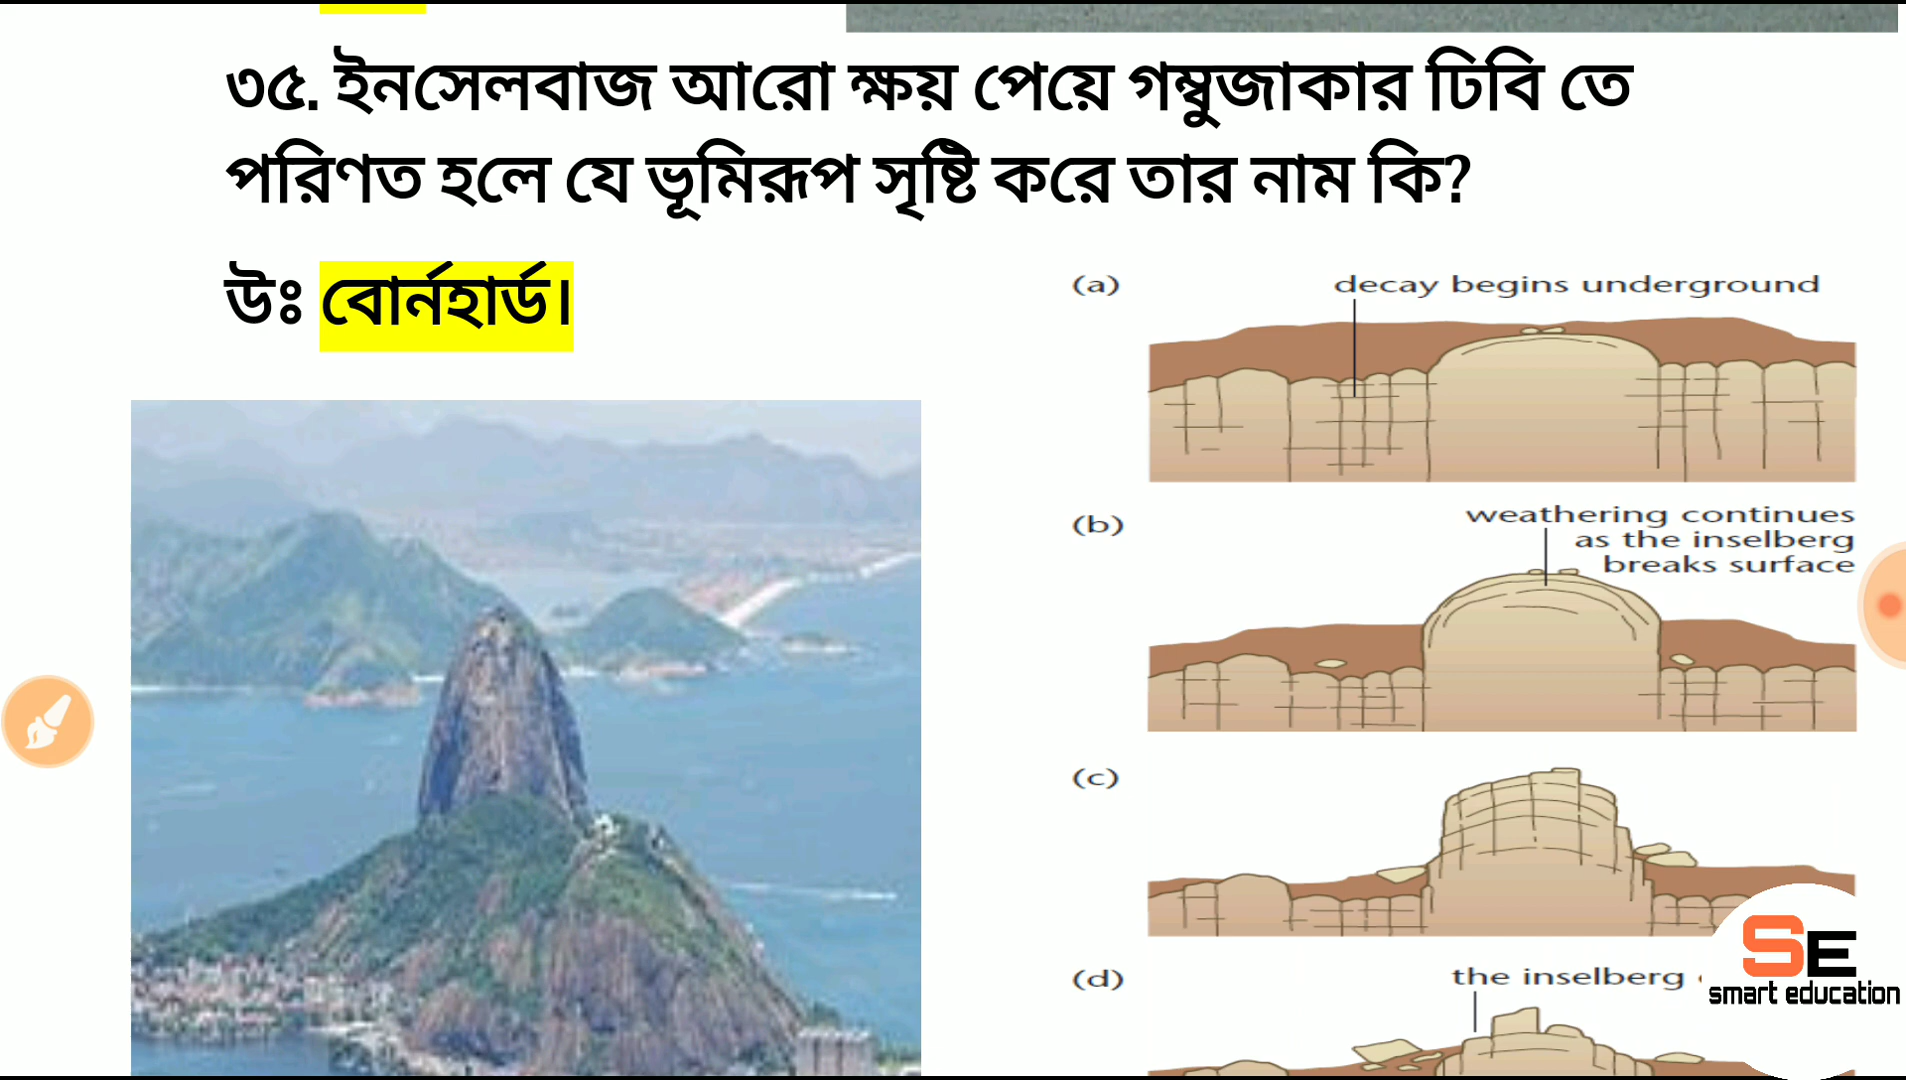 ৩৫. ইনসেলবাজ আরো ক্ষয় পেয়ে গম্বুজাকার ঢিবি তে
পরিণত হলে যে ভূমিরূপ সৃষ্টি করে তার নাম কি?
উঃ বোর্নহার্ড।
(a) decay begins underground
(b) weathering continues
as the inselberg
breaks surface
(c)
(d) the inselberg
SE
smart education